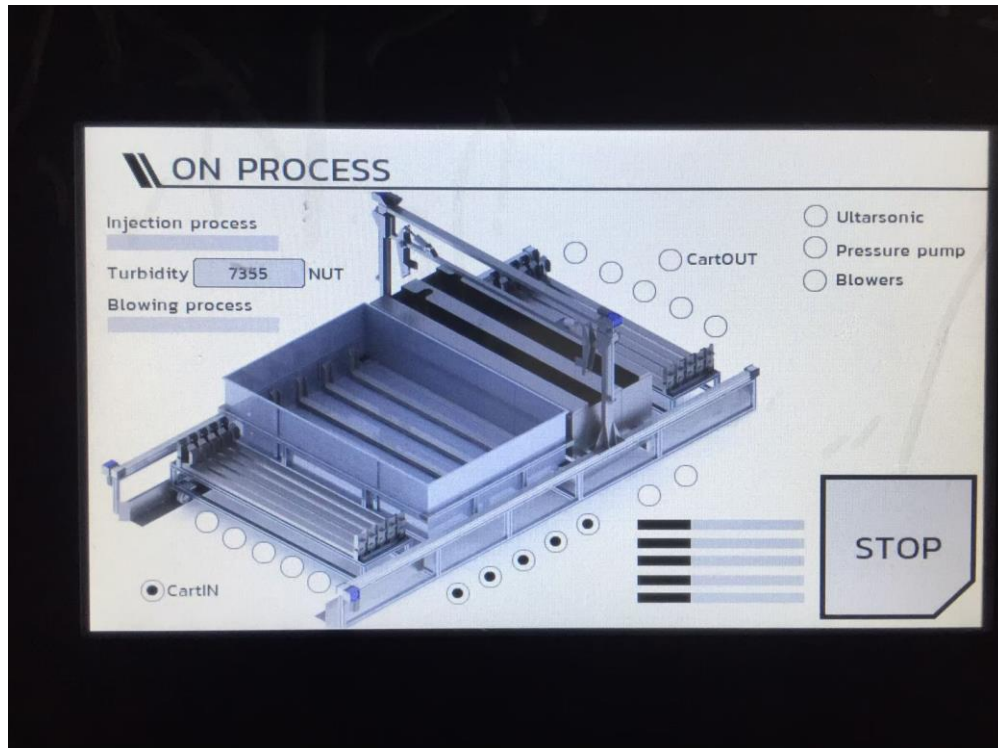 ON PROCESS
Injection process
Turbidity 7355 NUT
Blowing process
CartOUT
Ultarsonic
Pressure pump
Blowers
CartIN
STOP